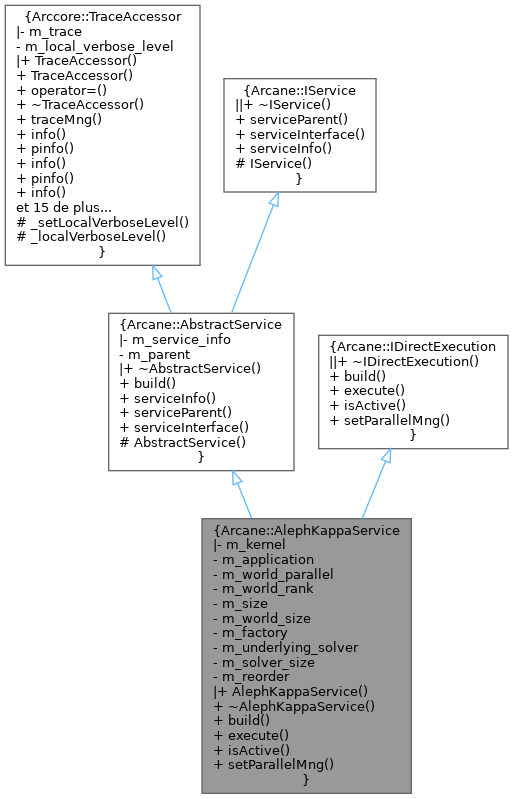 {Arccore::TraceAccessor
|- m_trace
- m_local_verbose_level
|+ TraceAccessor()
+ TraceAccessor()
+ operator=()
+ ~TraceAccessor()
+ traceMng()
+ info()
+ pinfo()
+ info()
+ pinfo()
+ info()
et 15 de plus...
# _setLocalVerboseLevel()
# _localVerboseLevel()
}
{Arcane::IService
||+ ~IService()
+ serviceParent()
+ serviceInterface()
+ serviceInfo()
# IService()
}
{Arcane::AbstractService
|- m_service_info
- m_parent
|+ ~AbstractService()
+ build()
+ serviceInfo()
+ serviceParent()
+ serviceInterface()
# AbstractService()
}
{Arcane::IDirectExecution
||+ ~IDirectExecution()
+ build()
+ execute()
+ isActive()
+ setParallelMng()
}
{Arcane::AlephKappaService
|- m_kernel
- m_application
- m_world_parallel
- m_world_rank
- m_size
- m_world_size
- m_factory
- m_underlying_solver
- m_solver_size
- m_reorder
|+ AlephKappaService()
+ ~AlephKappaService()
+ build()
+ execute()
+ isActive()
+ setParallelMng()
}